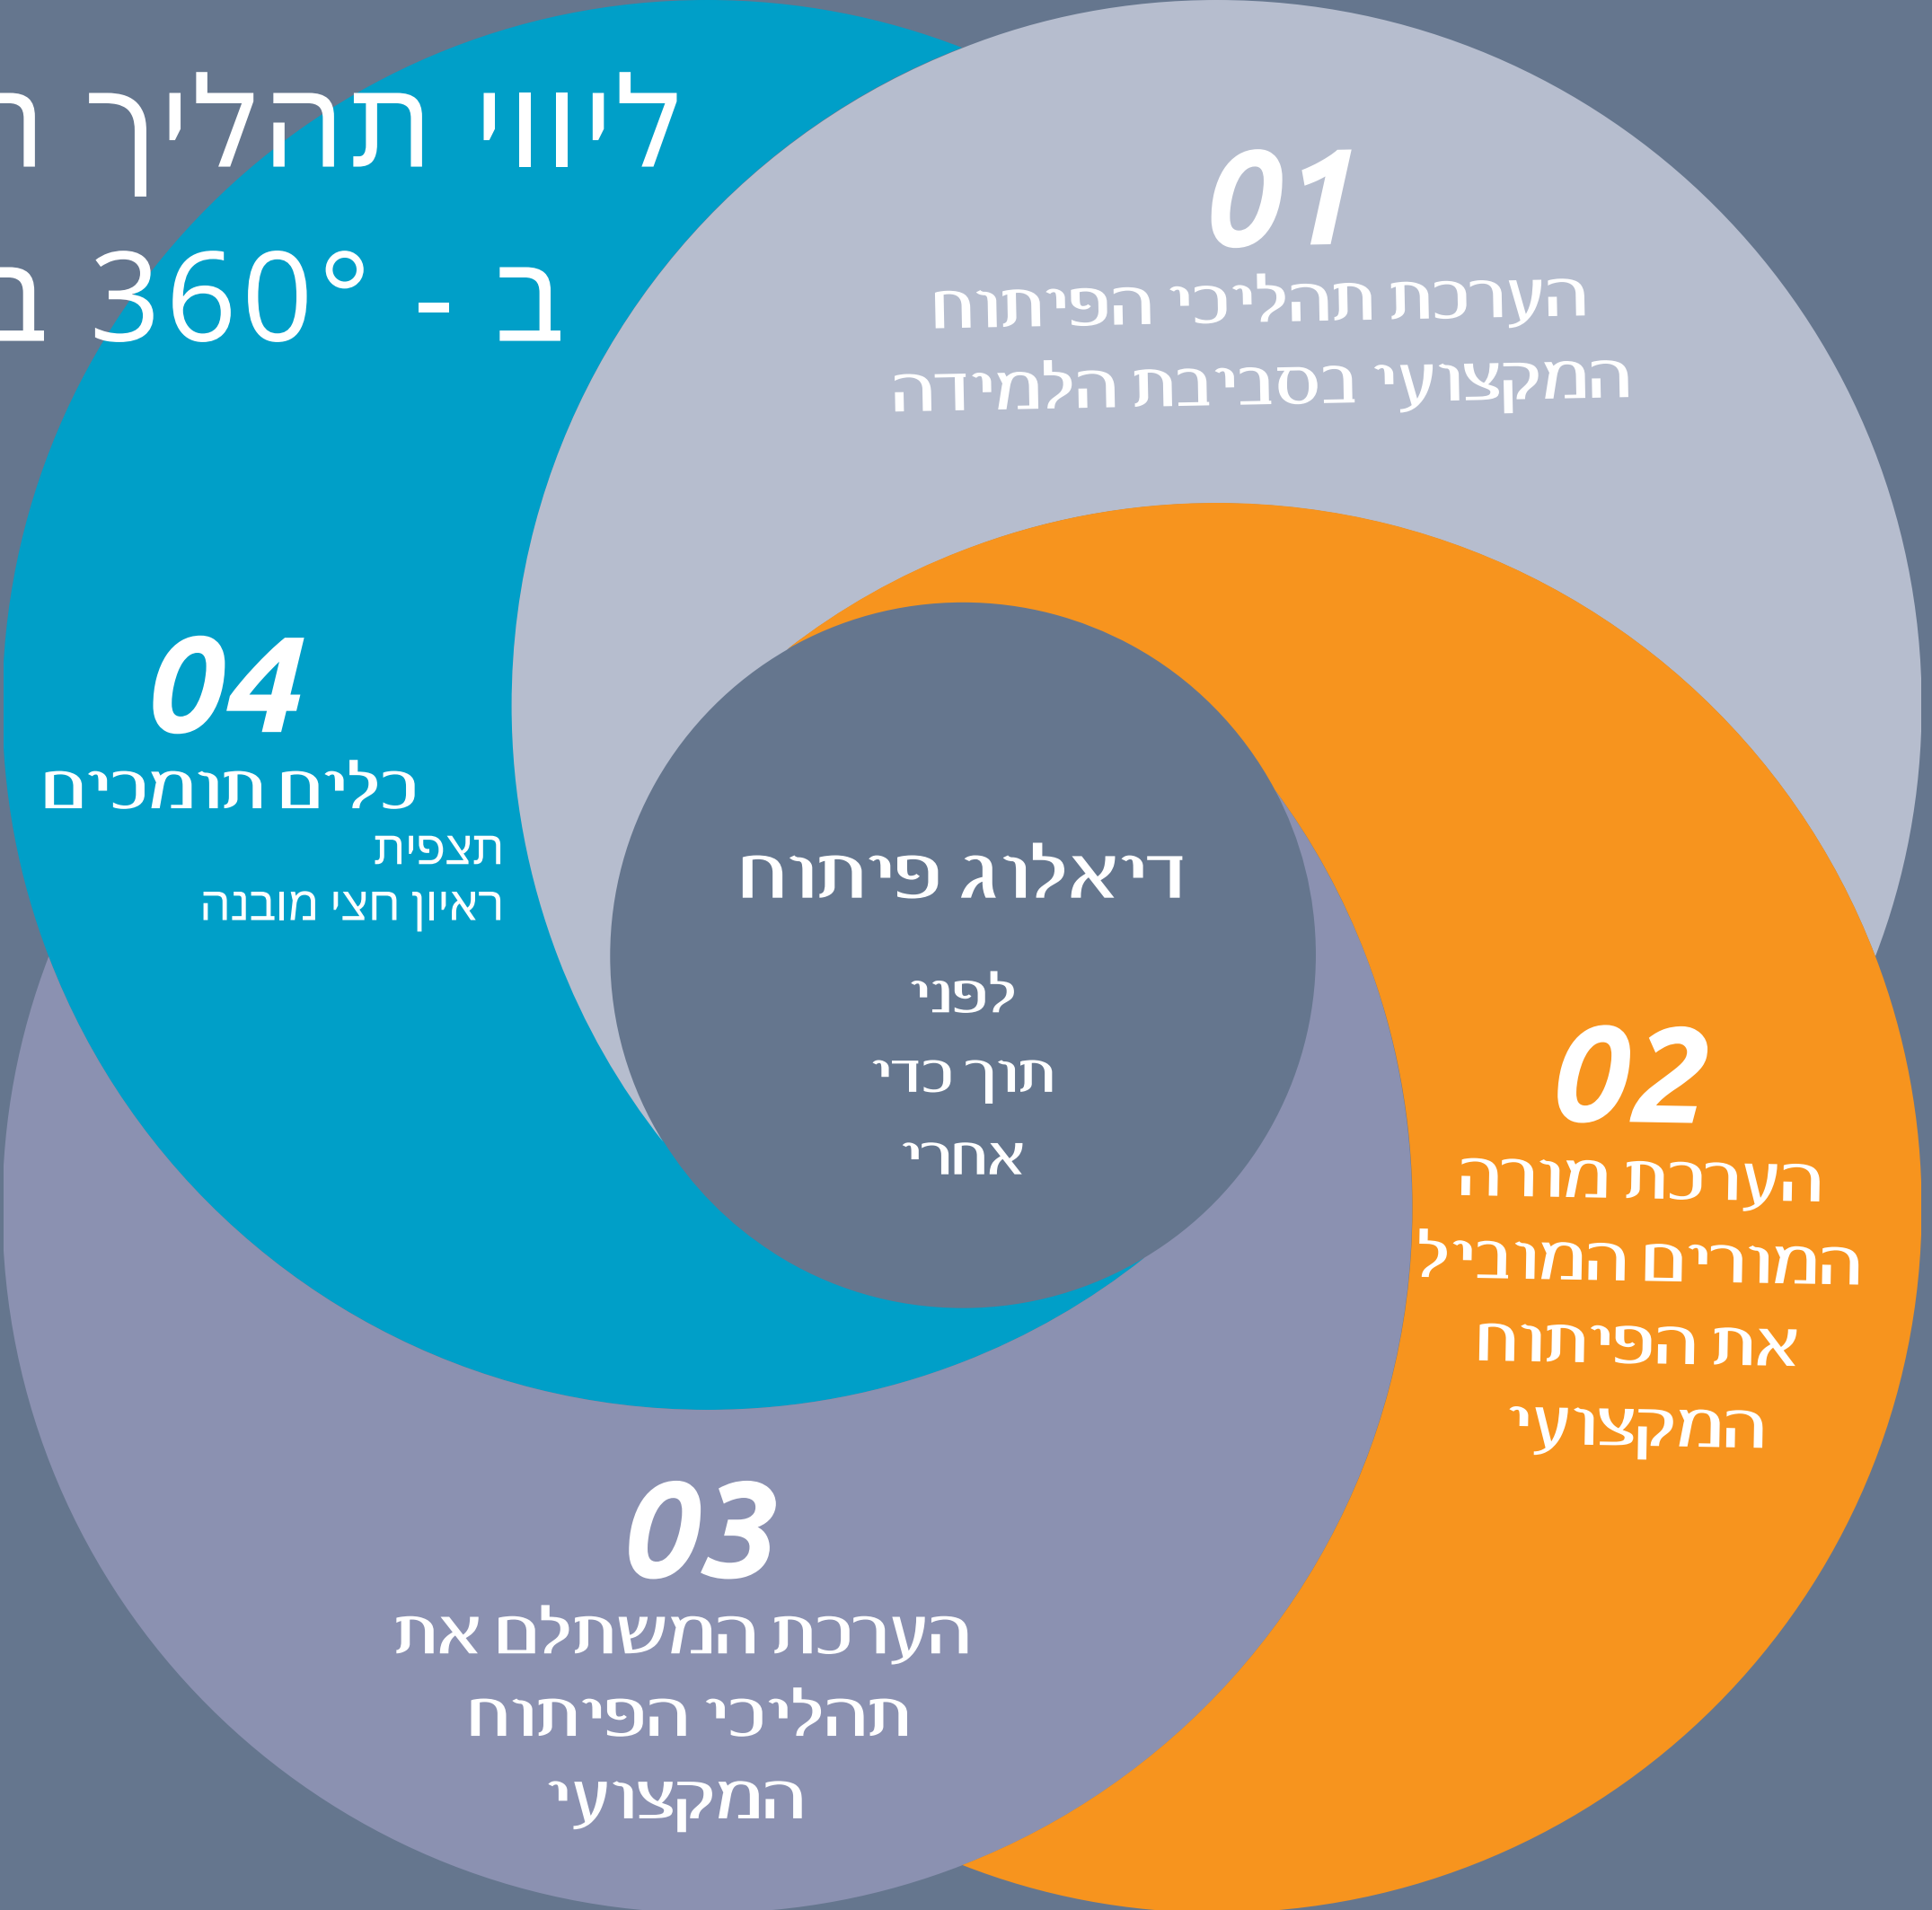 ליווי תהליך ה
ב - 360° ב
01
הערכת תהליכי הפיתוח
המקצועי בסביבת הלמידה
02
הערכת מורה
המורים המוביל
את הפיתוח
המקצועי
03
הערכת המשתלם את
תהליכי הפיתוח
המקצועי
04
כלים תומכים
תצפית
ראיון חצי מובנה
דיאלוג פיתוח
לפני
תוך כדי
אחרי